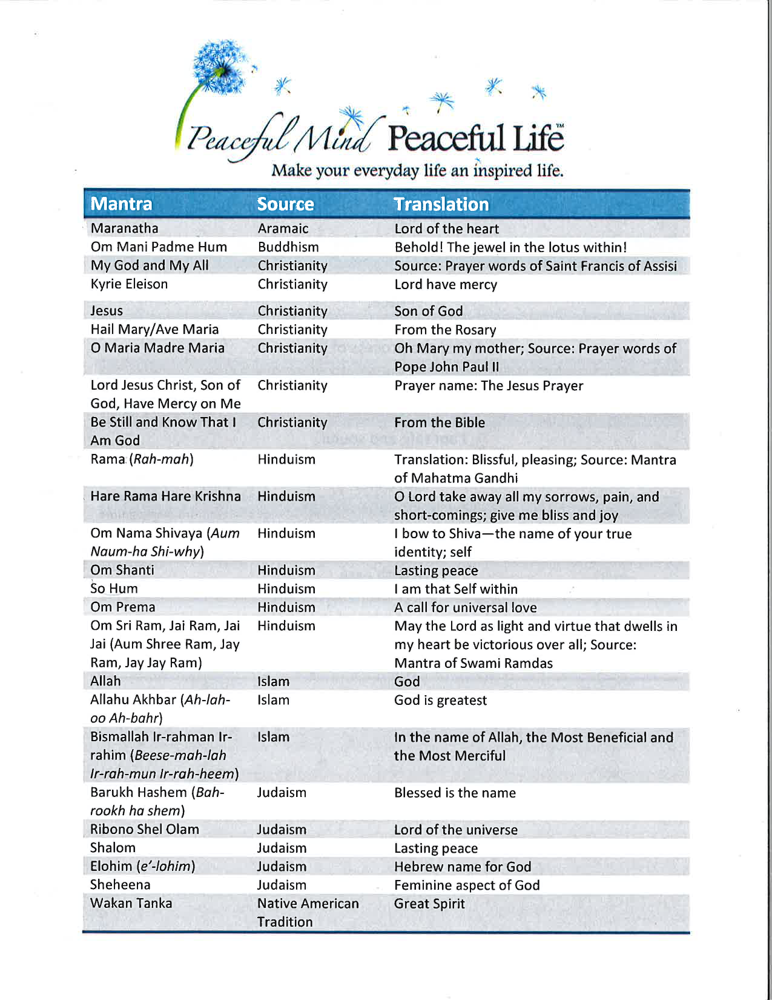 Peaceful Mind Peaceful Life™
Make your everyday life an inspired life.
Mantra Source Translation
Maranatha Aramaic Lord of the heart
Om Mani Padme Hum Buddhism Behold! The jewel in the lotus within!
My God and My All Christianity Source: Prayer words of Saint Francis of Assisi
Kyrie Eleison Christianity Lord have mercy
Jesus Christianity Son of God
Hail Mary/Ave Maria Christianity From the Rosary
O Maria Madre Maria Christianity Oh Mary my mother; Source: Prayer words of
Pope John Paul II
Lord Jesus Christ, Son of Christianity Prayer name: The Jesus Prayer
God, Have Mercy on Me
Be Still and Know That I Christianity From the Bible
Am God
Rama (Rah-mah) Hinduism Translation: Blissful, pleasing; Source: Mantra
of Mahatma Gandhi
Hare Rama Hare Krishna Hinduism O Lord take away all my sorrows, pain, and
short-comings; give me bliss and joy
Om Nama Shivaya (Aum Hinduism I bow to Shiva—the name of your true
Naum-ha Shi-why) identity; self
Om Shanti Hinduism Lasting peace
So Hum Hinduism I am that Self within
Om Prema Hinduism A call for universal love
Om Sri Ram, Jai Ram, Jai Hinduism May the Lord as light and virtue that dwells in
Jai (Aum Shree Ram, Jay my heart be victorious over all; Source:
Ram, Jay Jay Ram) Mantra of Swami Ramdas
Allah Islam God
Allahu Akhbar (Ah-lah- Islam God is greatest
oo Ah-bahr)
Bismallah Ir-rahman Ir- Islam In the name of Allah, the Most Beneficial and
rahim (Beese-mah-lah the Most Merciful
Ir-rah-mun Ir-rah-heem)
Barukh Hashem (Bah- Judaism Blessed is the name
rookh ha shem)
Ribono Shel Olam Judaism Lord of the universe
Shalom Judaism Lasting peace
Elohim (e'-lohim) Judaism Hebrew name for God
Sheheena Judaism Feminine aspect of God
Wakan Tanka Native American Great Spirit
Tradition